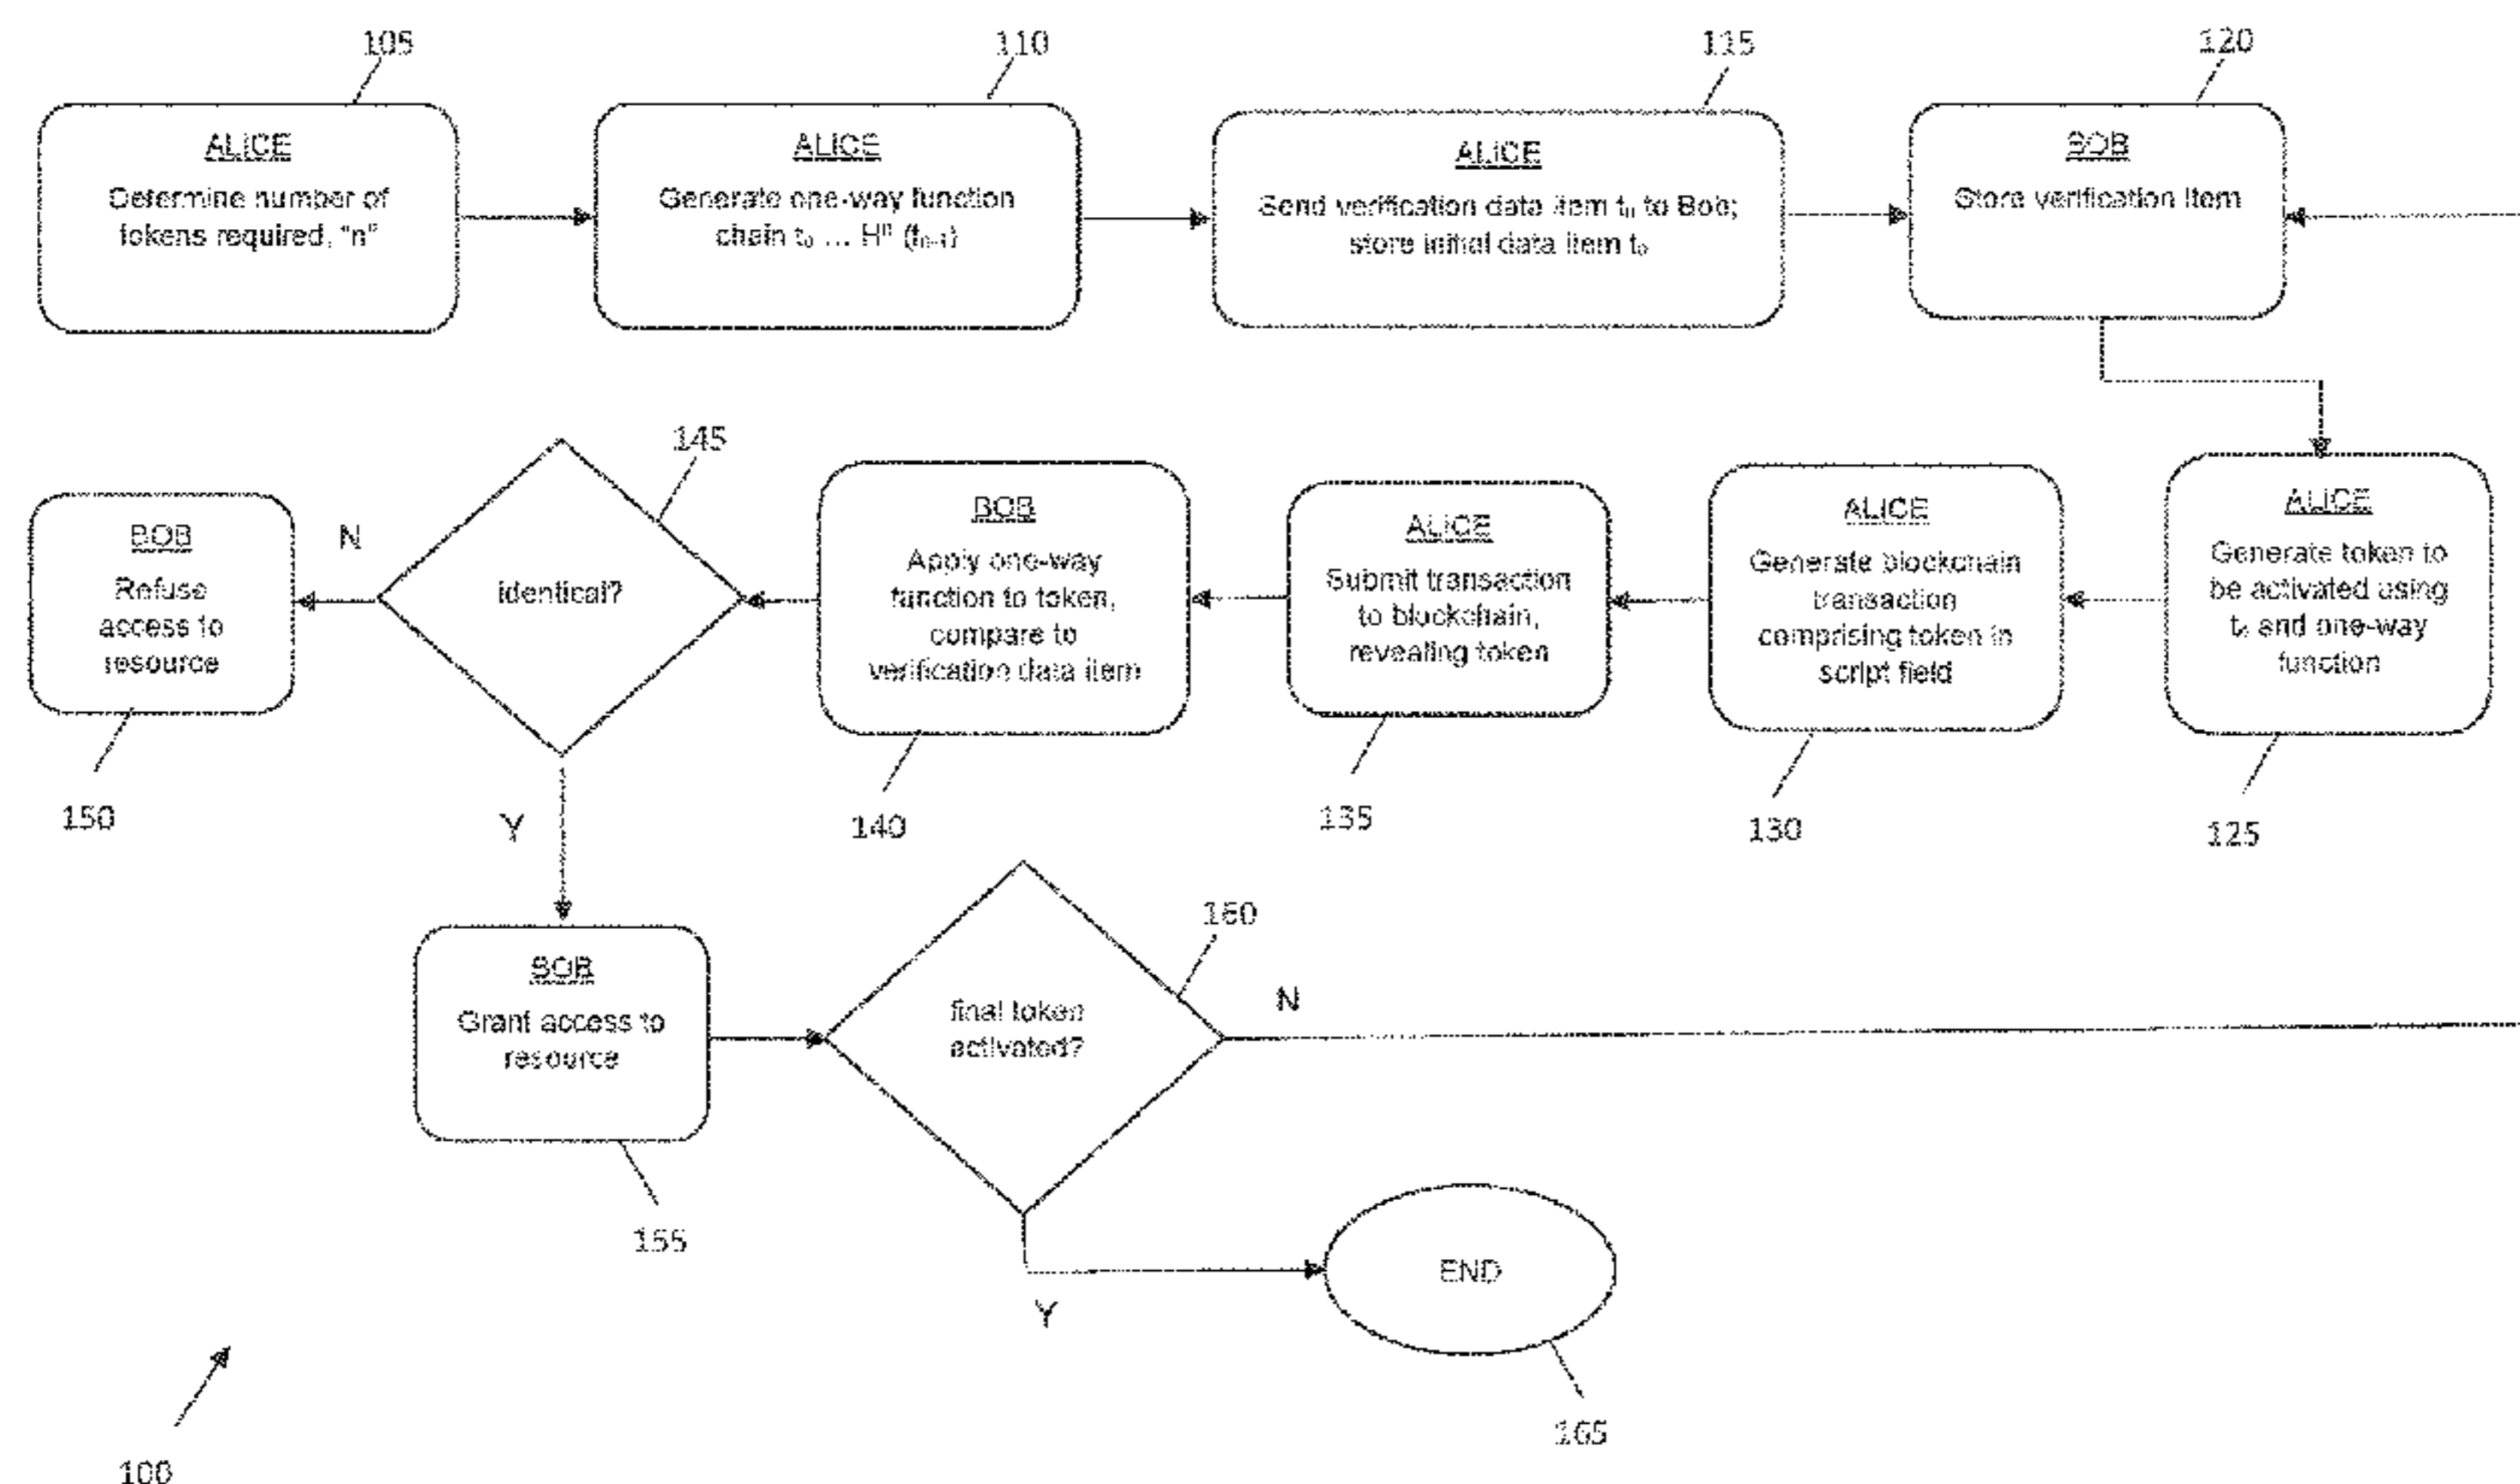 105
ALICE
Determine number of
tokens required, "n"
110
ALICE
Generate one-way function
chain t₀ ... Hⁿ (tₙ₋₁)
115
ALICE
Send verification data item tₙ to Bob;
store initial data item t₀
120
BOB
Store verification item
145
identical?
N
Y
BOB
Refuse
access to
resource
150
BOB
Apply one-way
function to token,
compare to
verification data item
140
ALICE
Submit transaction
to blockchain,
revealing token
135
ALICE
Generate blockchain
transaction
comprising token in
script field
130
ALICE
Generate token to
be activated using
t₀ and one-way
function
125
BOB
Grant access to
resource
155
160
final token
activated?
N
Y
END
165
100